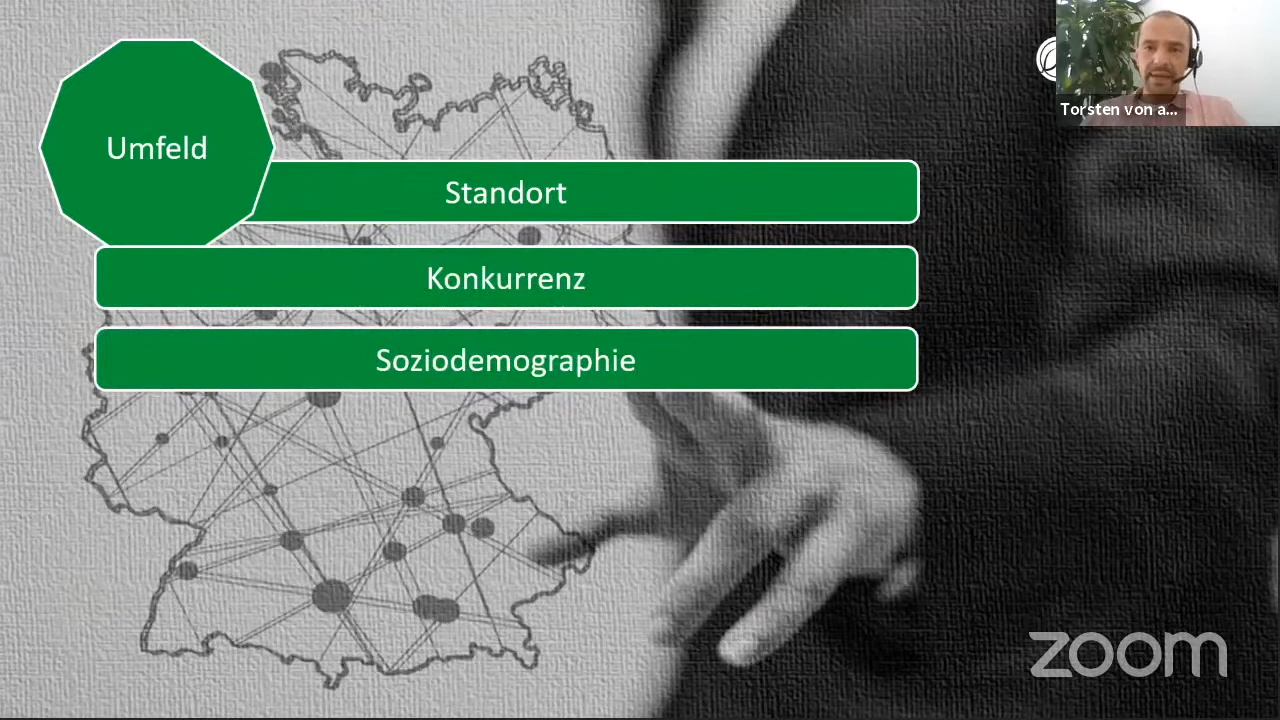 Umfeld
Standort
Konkurrenz
Soziodemographie
Torsten von a...
zoom